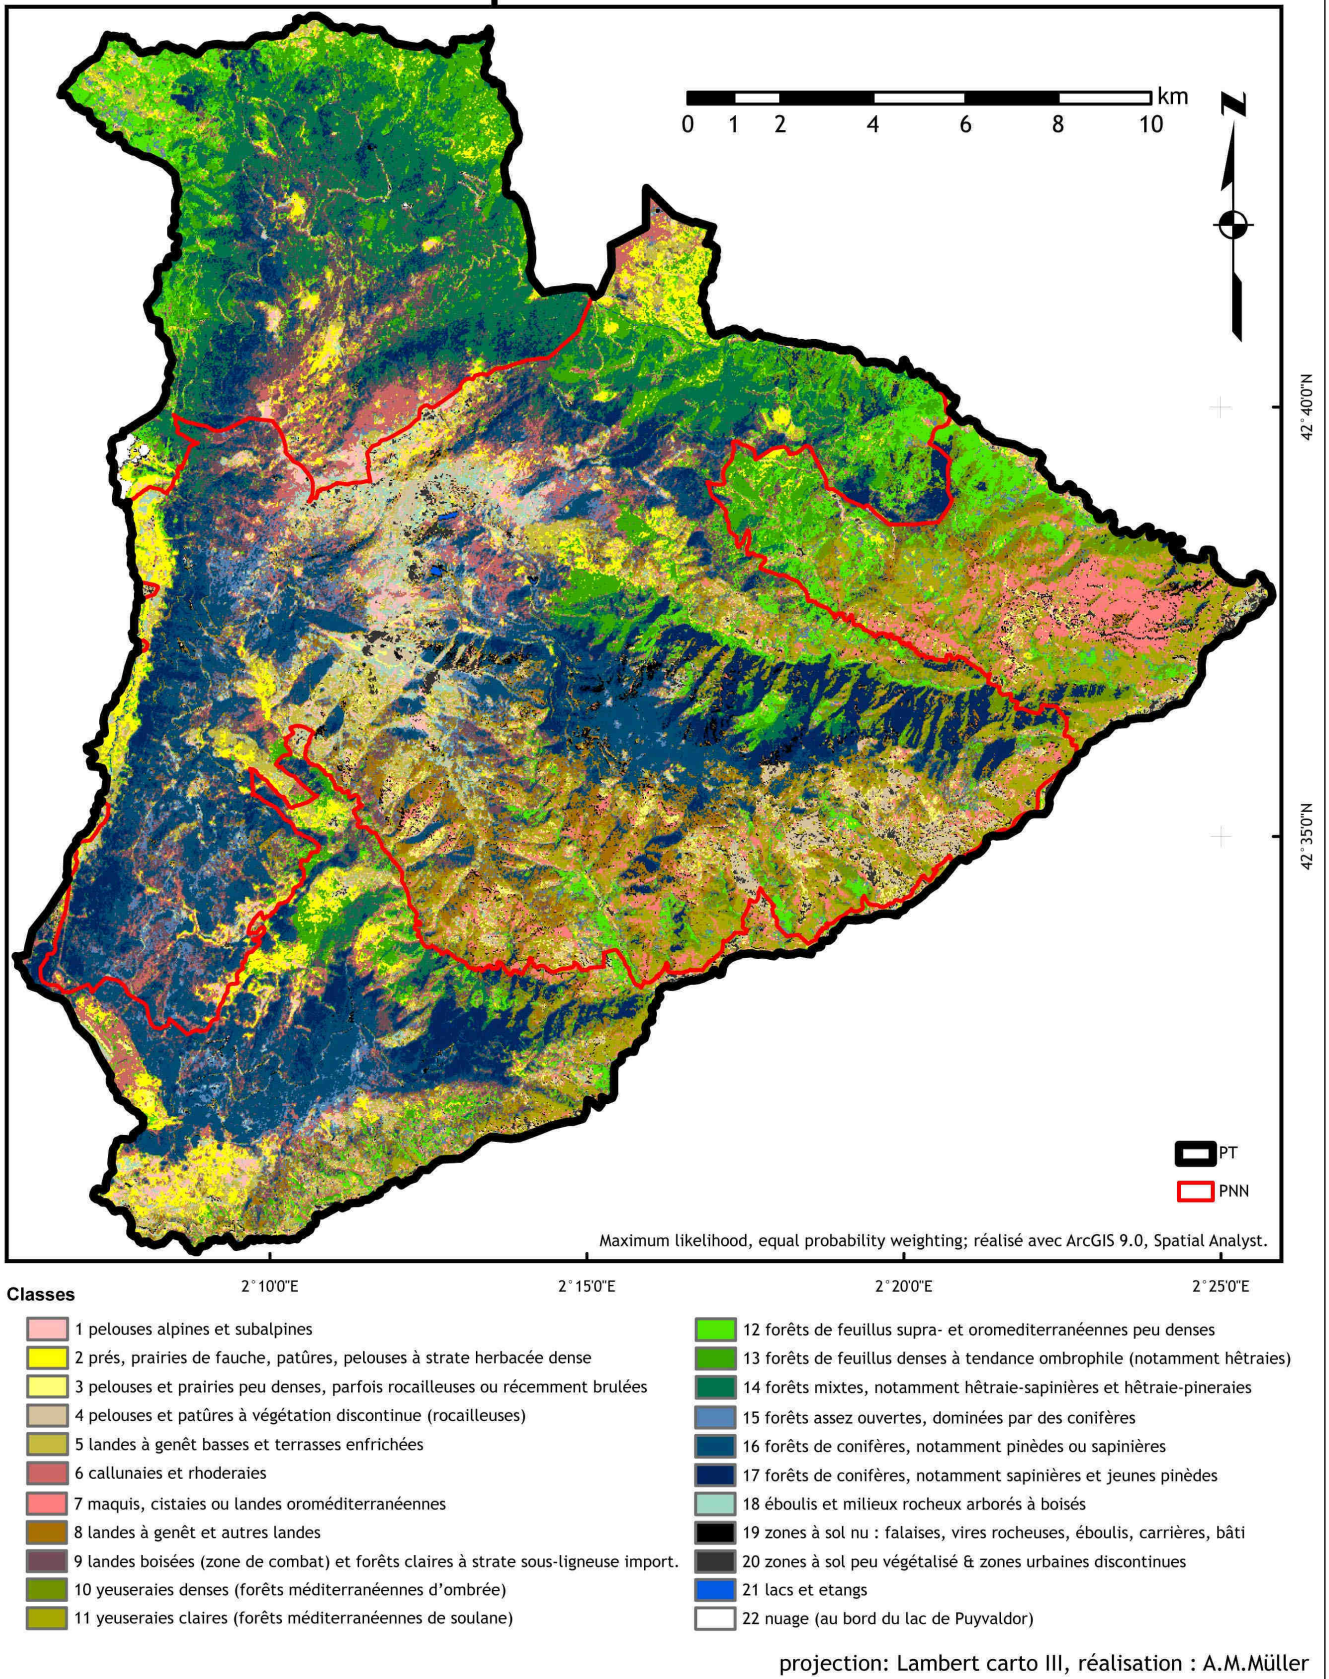 km
0 1 2 4 6 8 10
N
42°40'0"N
42°35'0"N
PT
PNN
Maximum likelihood, equal probability weighting; réalisé avec ArcGIS 9.0, Spatial Analyst.
2°10'0"E 2°15'0"E 2°20'0"E 2°25'0"E
Classes
1 pelouses alpines et subalpines
2 prés, prairies de fauche, patûres, pelouses à strate herbacée dense
3 pelouses et prairies peu denses, parfois rocailleuses ou récemment brulées
4 pelouses et patûres à végétation discontinue (rocailleuses)
5 landes à genêt basses et terrasses enfrichées
6 callunaies et rhoderaies
7 maquis, cistaies ou landes oroméditerranéennes
8 landes à genêt et autres landes
9 landes boisées (zone de combat) et forêts claires à strate sous-ligneuse import.
10 yeuseraies denses (forêts méditerranéennes d'ombrée)
11 yeuseraies claires (forêts méditerranéennes de soulane)
12 forêts de feuillus supra- et oromediterranéennes peu denses
13 forêts de feuillus denses à tendance ombrophile (notamment hêtraies)
14 forêts mixtes, notamment hêtraie-sapinières et hêtraie-pineraies
15 forêts assez ouvertes, dominées par des conifères
16 forêts de conifères, notamment pinèdes ou sapinières
17 forêts de conifères, notamment sapinières et jeunes pinèdes
18 éboulis et milieux rocheux arborés à boisés
19 zones à sol nu : falaises, vires rocheuses, éboulis, carrières, bâti
20 zones à sol peu végétalisé & zones urbaines discontinues
21 lacs et etangs
22 nuage (au bord du lac de Puyvaldor)
projection: Lambert carto III, réalisation : A.M.Müller